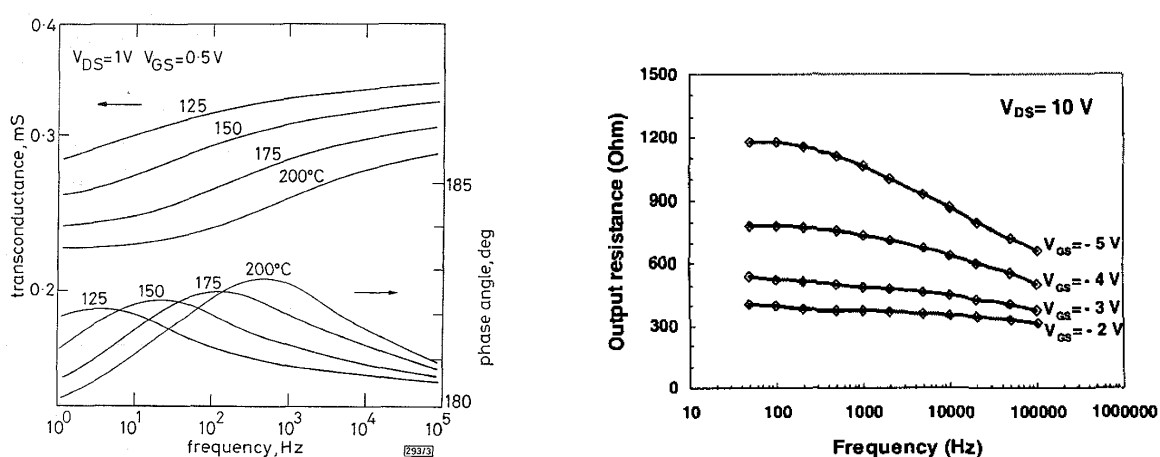 0·4
V_DS=1V V_GS=0·5V
125
150
0·3
175
200°C
185
transconductance, mS
phase angle, deg
200°C
0·2
125
150
175
180
10^0
10^1
10^2
10^3
10^4
10^5
frequency, Hz
293/3
1500
V_DS= 10 V
1200
900
V_GS= - 5 V
600
V_GS= - 4 V
V_GS= - 3 V
300
V_GS= - 2 V
0
Output resistance (Ohm)
10
100
1000
10000
100000
1000000
Frequency (Hz)